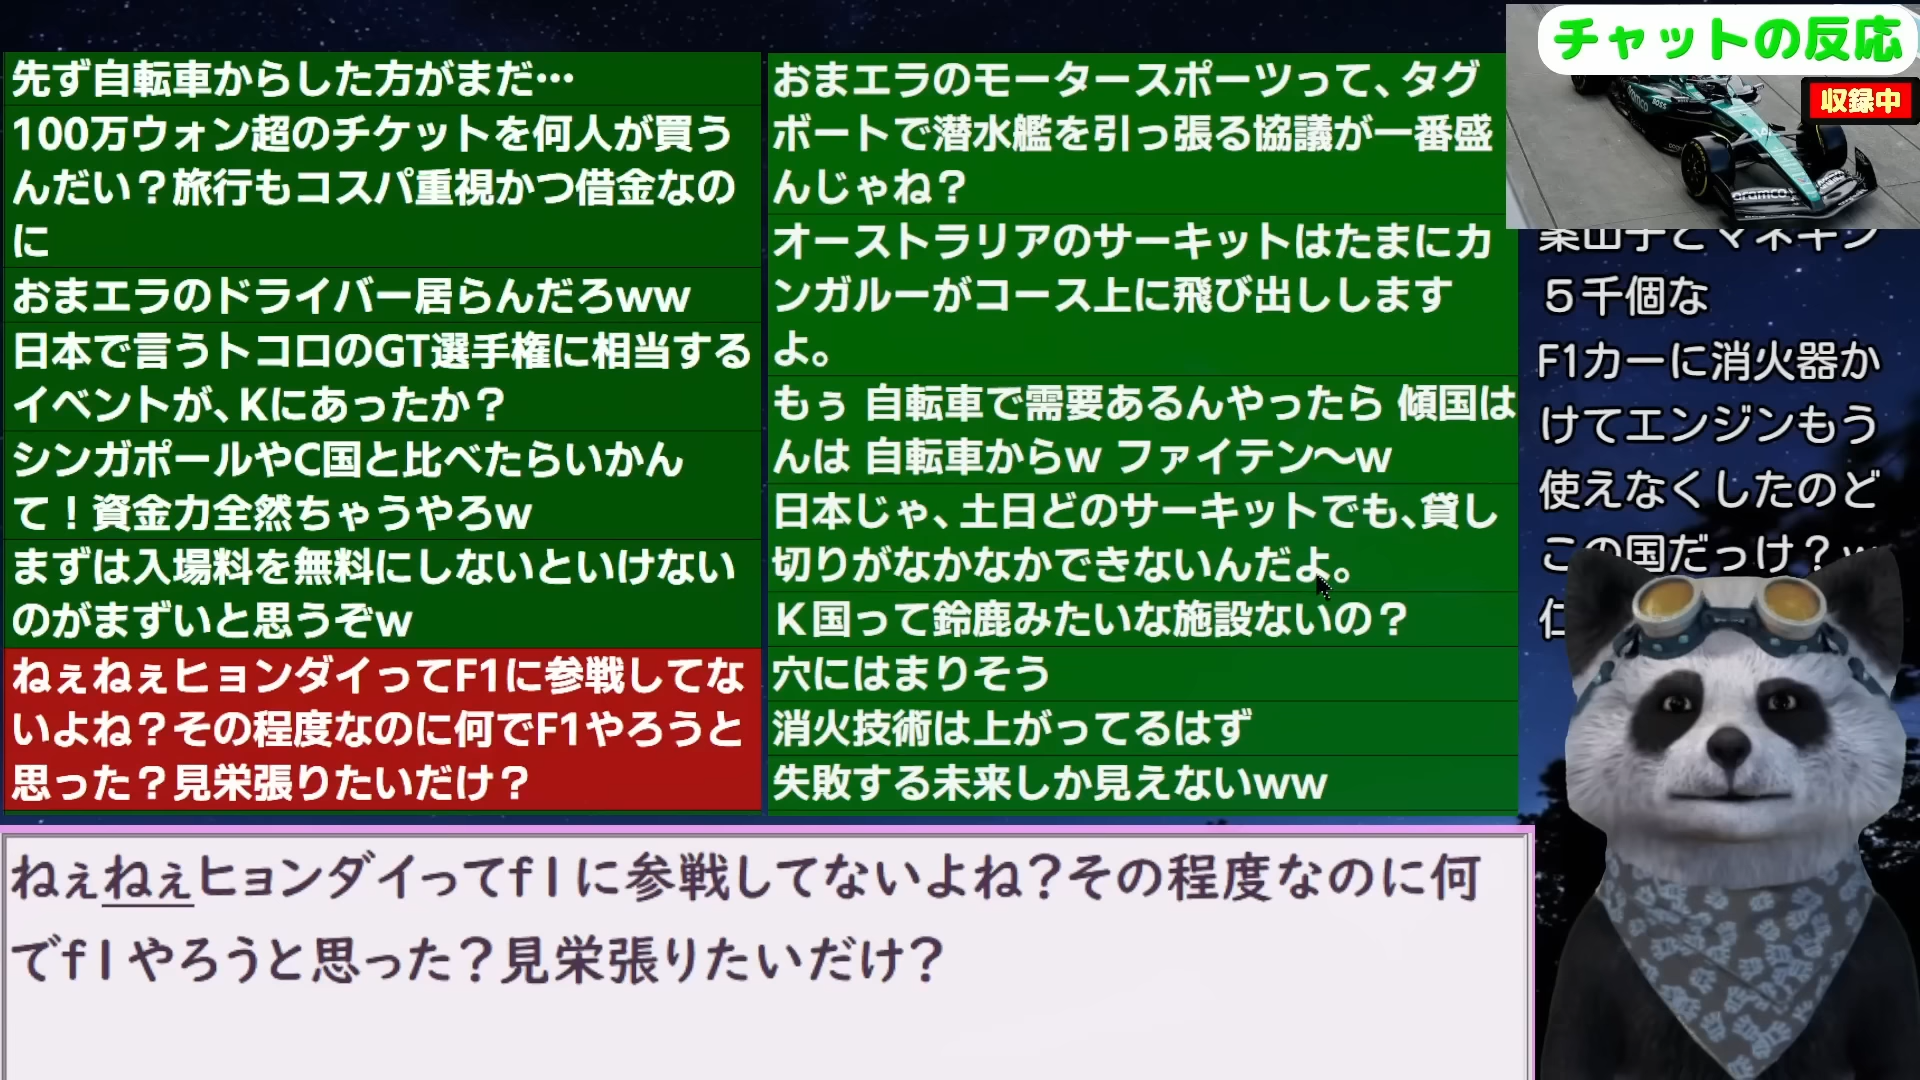 先ず自転車からした方がまだ…
100万ウォン超のチケットを何人が買う
んだい？旅行もコスパ重視かつ借金なの
に
おまエラのドライバー居らんだろww
日本で言うトコロのGT選手権に相当する
イベントが、Kにあったか？
シンガポールやC国と比べたらいかん
て！資金力全然ちゃうやろw
まずは入場料を無料にしないといけない
のがまずいと思うぞw
ねぇねぇヒョンダイってF1に参戦してな
いよね？その程度なのに何でF1やろうと
思った？見栄張りたいだけ？
おまエラのモータースポーツって、タグ
ボートで潜水艦を引っ張る協議が一番盛
んじゃね？
オーストラリアのサーキットはたまにカ
ンガルーがコース上に飛び出しします
よ。
もぅ 自転車で需要あるんやったら 傾国は
んは 自転車からw ファイテン〜w
日本じゃ、土日どのサーキットでも、貸し
切りがなかなかできないんだよ。
Ｋ国って鈴鹿みたいな施設ないの？
穴にはまりそう
消火技術は上がってるはず
失敗する未来しか見えないww
チャットの反応
収録中
aramco
aramco
案山子とマネキン
５千個な
F1カーに消火器か
けてエンジンもう
使えなくしたのど
この国だっけ？w
ねぇねぇヒョンダイってf1に参戦してないよね？その程度なのに何
でf1やろうと思った？見栄張りたいだけ？